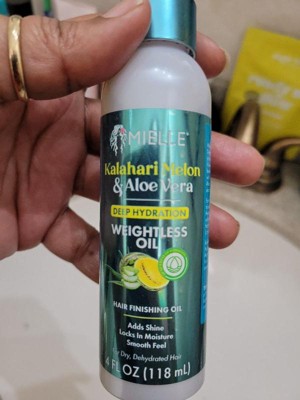 MIELLE
Kalahari Melon
& Aloe Vera
DEEP HYDRATION
WEIGHTLESS
OIL
HAIR FINISHING OIL
Adds Shine
Locks In Moisture
Smooth Feel
For Dry, Dehydrated Hair
4 FL OZ (118 mL)